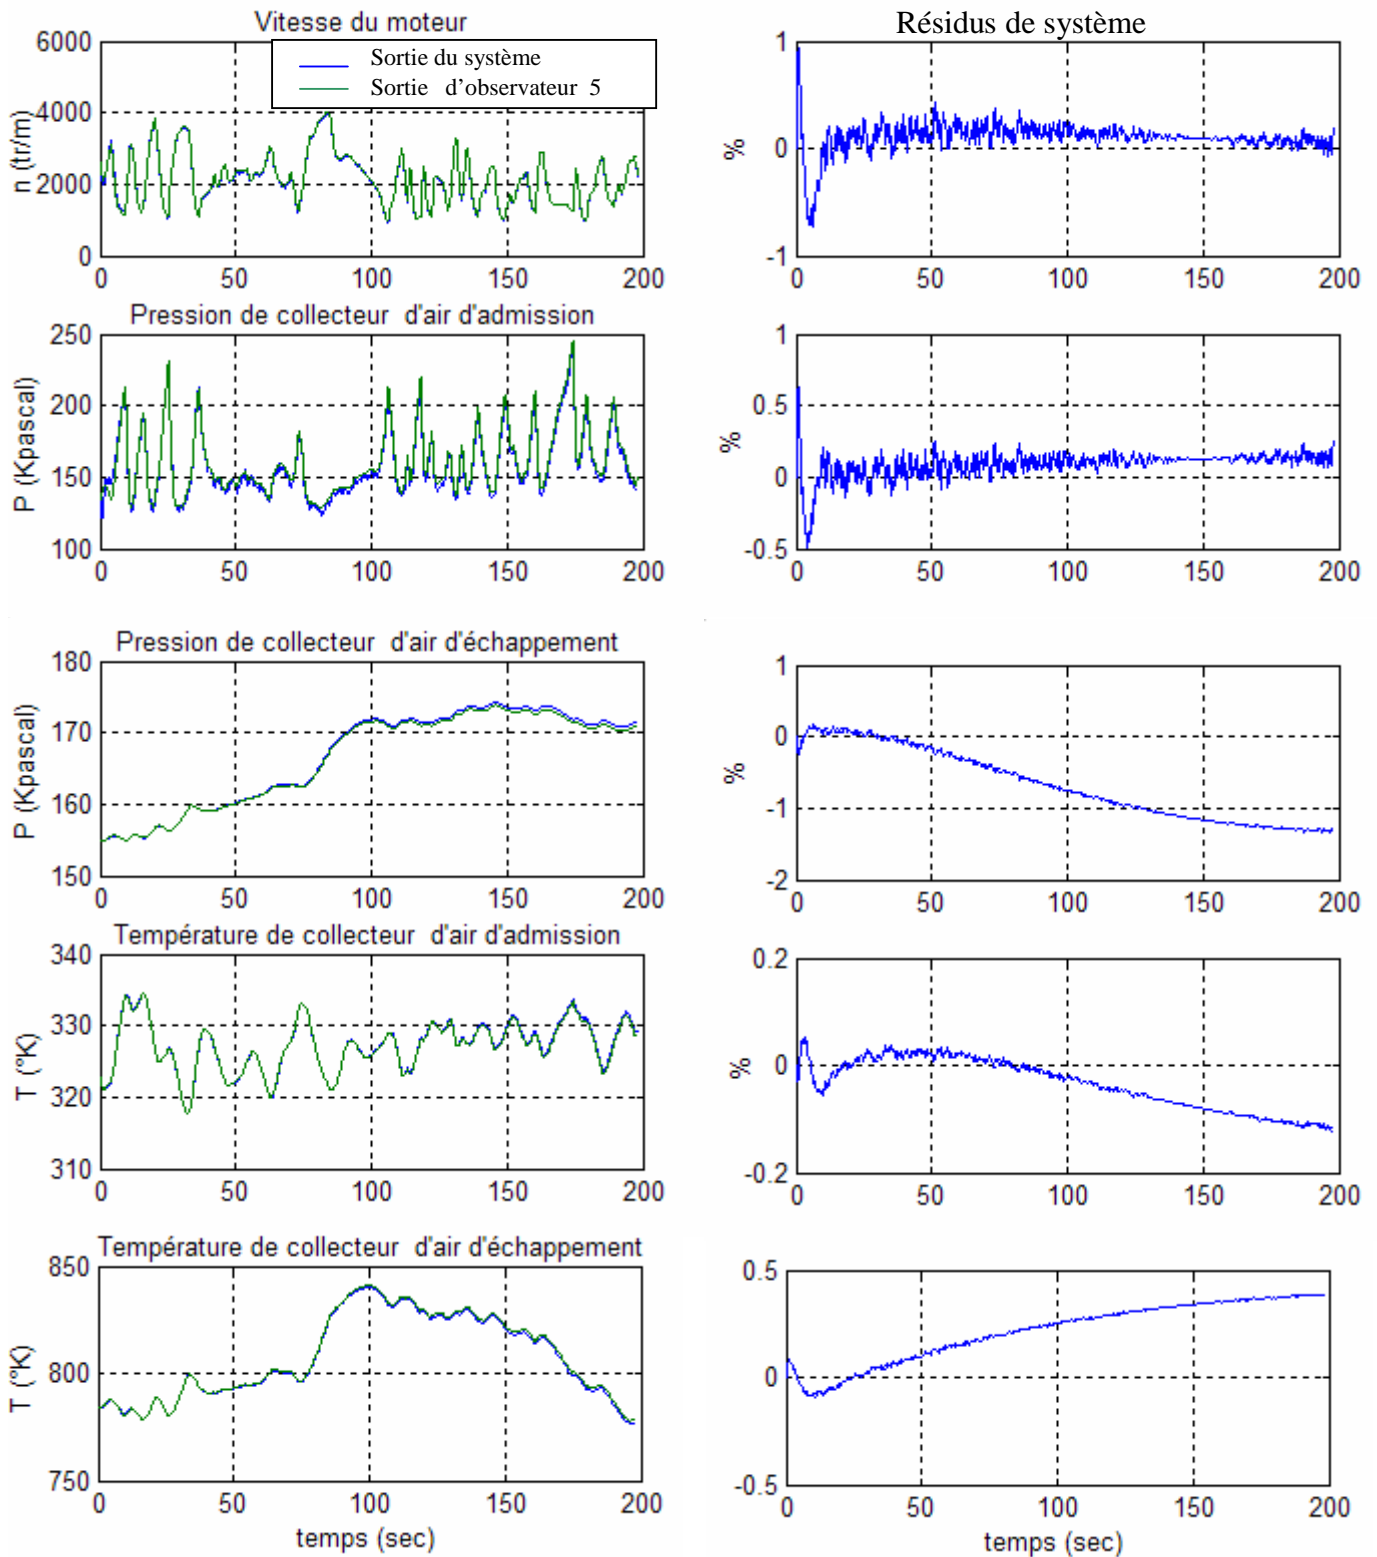 Vitesse du moteur
Résidus de système
Sortie du système
Sortie d'observateur 5
6000
4000
2000
0
n (tr/m)
0 50 100 150 200
1
0
-1
%
0 50 100 150 200
Pression de collecteur d'air d'admission
250
200
150
100
P (Kpascal)
0 50 100 150 200
1
0.5
0
-0.5
%
0 50 100 150 200
Pression de collecteur d'air d'échappement
180
170
160
150
P (Kpascal)
0 50 100 150 200
1
0
-1
-2
%
0 50 100 150 200
Température de collecteur d'air d'admission
340
330
320
310
T (°K)
0 50 100 150 200
0.2
0
-0.2
%
0 50 100 150 200
Température de collecteur d'air d'échappement
850
800
750
T (°K)
0 50 100 150 200
temps (sec)
0.5
0
-0.5
0 50 100 150 200
temps (sec)